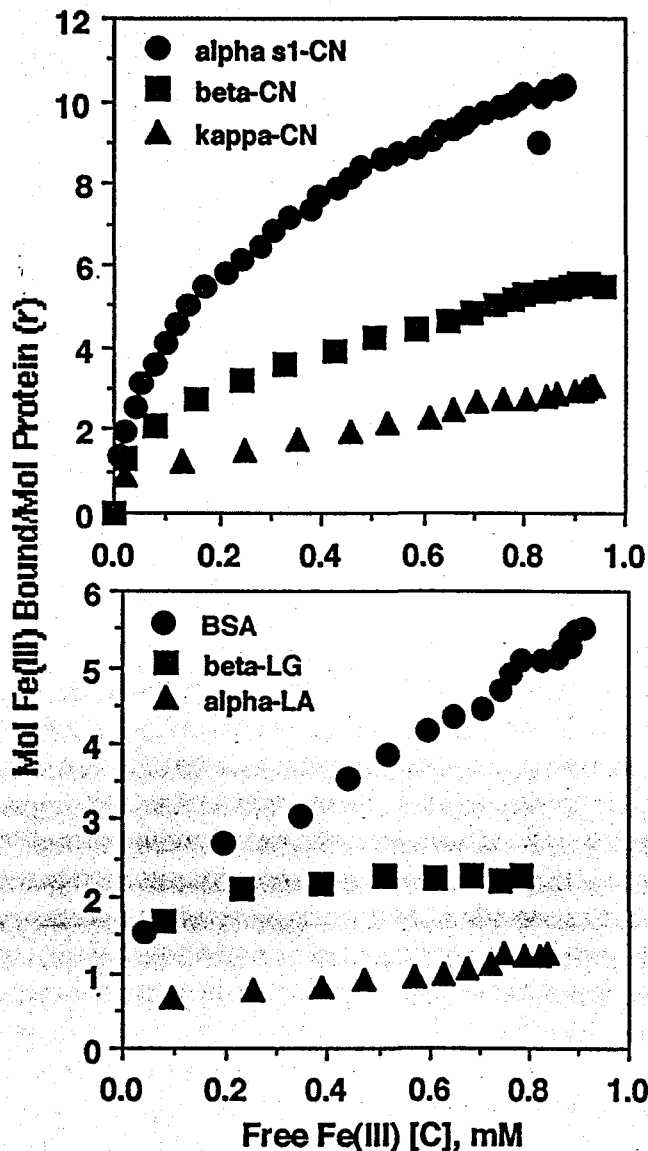 12
10
8
6
4
2
0
alpha s1-CN
beta-CN
kappa-CN
0.0 0.2 0.4 0.6 0.8 1.0
Mol Fe(III) Bound/Mol Protein (r)
6
5
4
3
2
1
0
BSA
beta-LG
alpha-LA
0.0 0.2 0.4 0.6 0.8 1.0
Free Fe(III) [C], mM